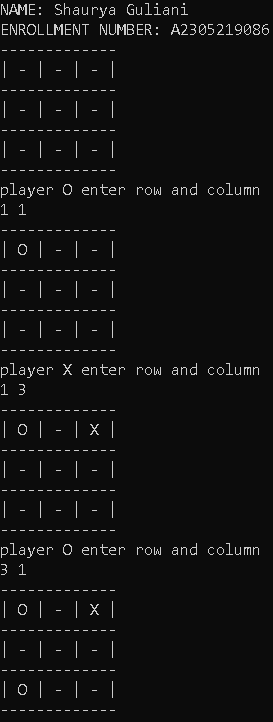 NAME: Shaurya Guliani
ENROLLMENT NUMBER: A2305219086
-------------
| - | - | - |
-------------
| - | - | - |
-------------
| - | - | - |
-------------
player O enter row and column
1 1
-------------
| O | - | - |
-------------
| - | - | - |
-------------
| - | - | - |
-------------
player X enter row and column
1 3
-------------
| O | - | X |
-------------
| - | - | - |
-------------
| - | - | - |
-------------
player O enter row and column
3 1
-------------
| O | - | X |
-------------
| - | - | - |
-------------
| O | - | - |
-------------